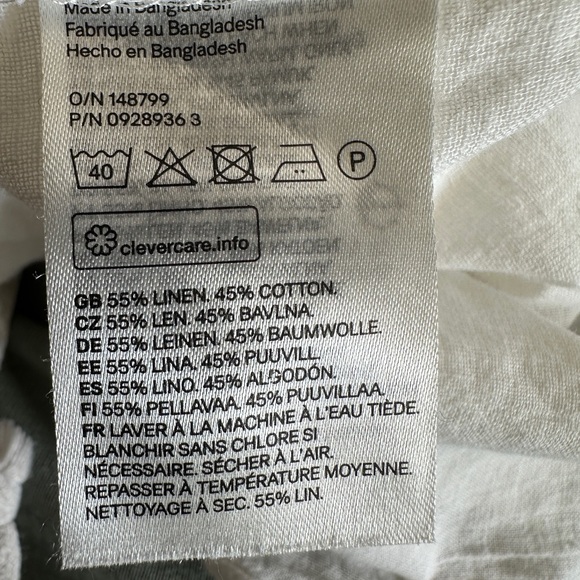 Made in Bangladesh
Fabriqué au Bangladesh
Hecho en Bangladesh
O/N 148799
P/N 0928936 3
40
P
clevercare.info
GB 55% LINEN. 45% COTTON.
CZ 55% LEN. 45% BAVLNA.
DE 55% LEINEN. 45% BAUMWOLLE.
EE 55% LINA. 45% PUUVILL.
ES 55% LINO. 45% ALGODÓN.
FI 55% PELLAVAA. 45% PUUVILLAA.
FR LAVER À LA MACHINE À L'EAU TIÈDE.
BLANCHIR SANS CHLORE SI
NÉCESSAIRE. SÉCHER À L'AIR.
REPASSER À TEMPÉRATURE MOYENNE.
NETTOYAGE À SEC. 55% LIN.